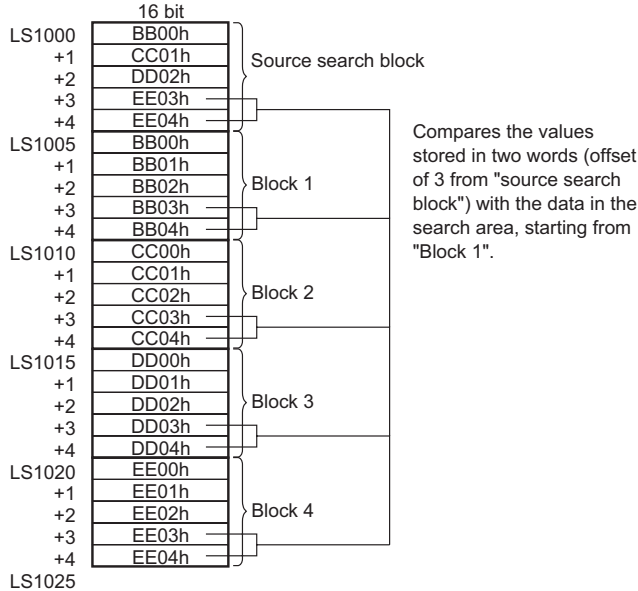 16 bit
LS1000 BB00h
+1 CC01h
+2 DD02h
+3 EE03h
+4 EE04h
Source search block
LS1005 BB00h
+1 BB01h
+2 BB02h
+3 BB03h
+4 BB04h
Block 1
LS1010 CC00h
+1 CC01h
+2 CC02h
+3 CC03h
+4 CC04h
Block 2
LS1015 DD00h
+1 DD01h
+2 DD02h
+3 DD03h
+4 DD04h
Block 3
LS1020 EE00h
+1 EE01h
+2 EE02h
+3 EE03h
+4 EE04h
Block 4
LS1025
Compares the values
stored in two words (offset
of 3 from "source search
block") with the data in the
search area, starting from
"Block 1".